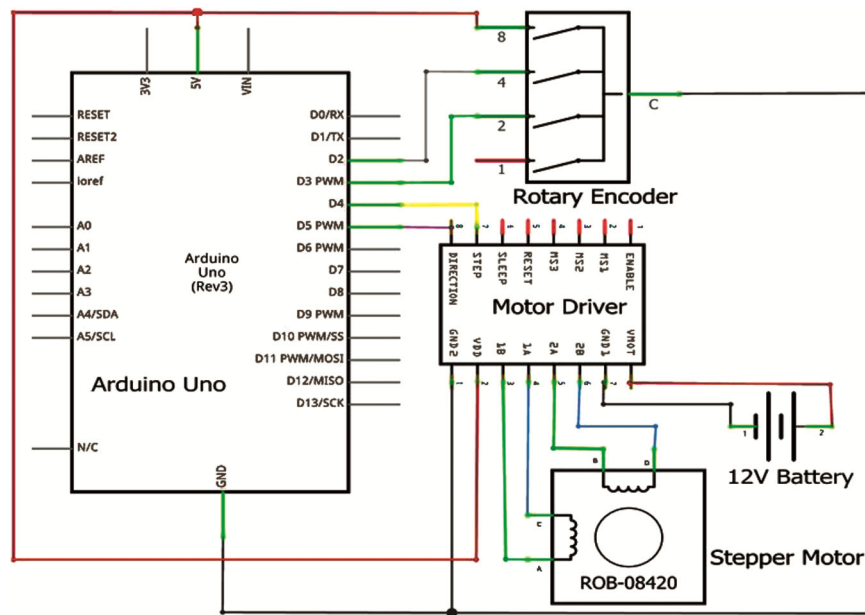 3V3
5V
VIN
RESET
RESET2
AREF
ioref
A0
A1
A2
A3
A4/SDA
A5/SCL
N/C
D0/RX
D1/TX
D2
D3 PWM
D4
D5 PWM
D6 PWM
D7
D8
D9 PWM
D10 PWM/SS
D11 PWM/MOSI
D12/MISO
D13/SCK
GND
Arduino
Uno
(Rev3)
Arduino Uno
8
4
2
1
C
Rotary Encoder
8
7
6
5
4
3
2
1
DIRECTION
STEP
SLEEP
RESET
MS3
MS2
MS1
ENABLE
Motor Driver
GND2
VDD
1B
1A
2A
2B
GND1
VMOT
1
2
3
4
5
6
7
1
2
12V Battery
B
D
C
A
ROB-08420
Stepper Motor